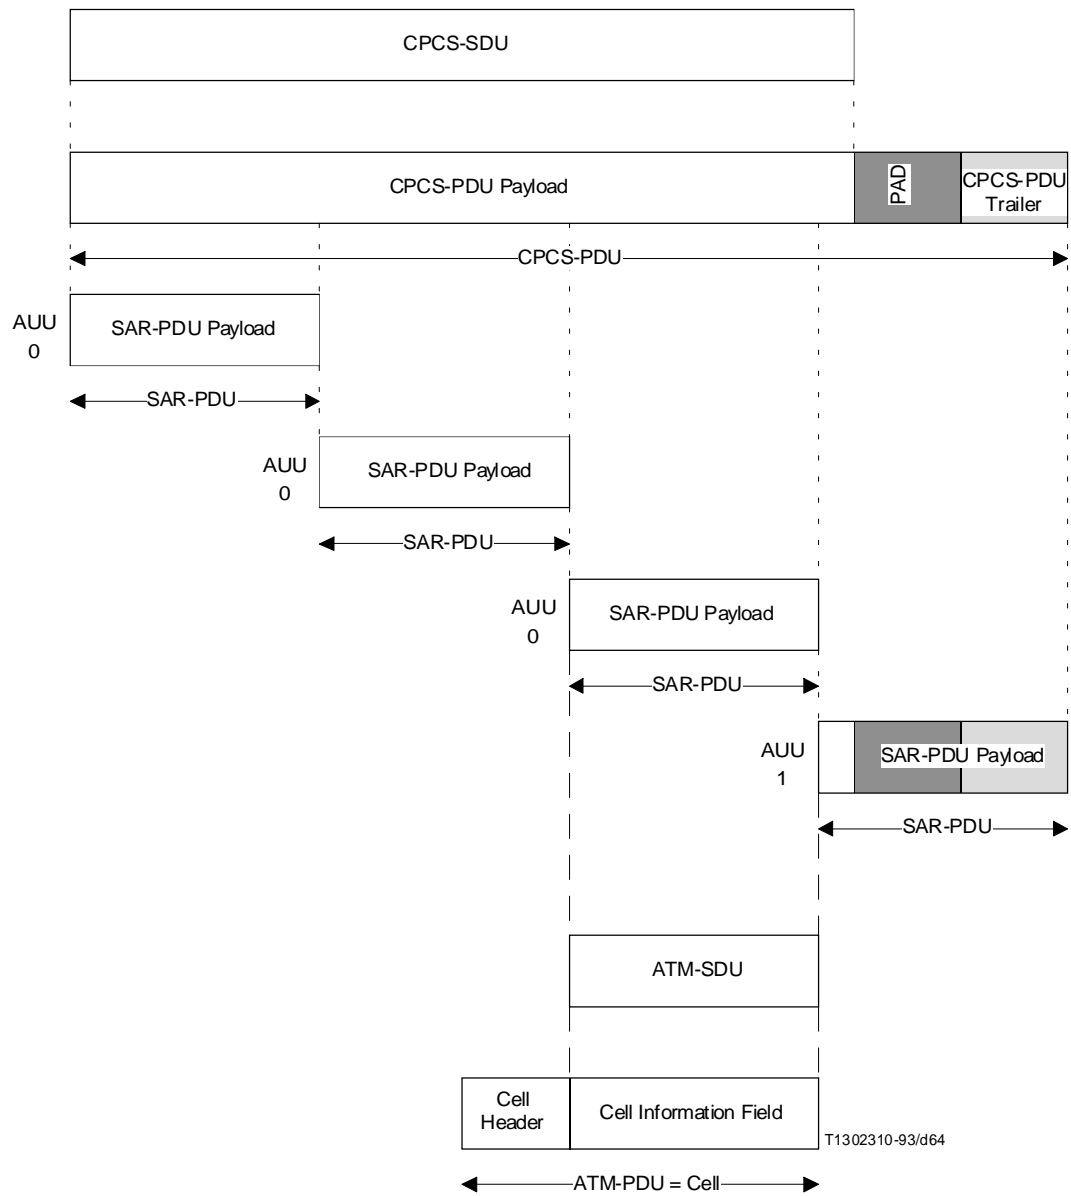 CPCS-SDU
CPCS-PDU Payload
PAD
CPCS-PDU
Trailer
CPCS-PDU
AUU
0
SAR-PDU Payload
SAR-PDU
AUU
0
SAR-PDU Payload
SAR-PDU
AUU
0
SAR-PDU Payload
SAR-PDU
AUU
1
SAR-PDU Payload
SAR-PDU
ATM-SDU
Cell
Header
Cell Information Field
T1302310-93/d64
ATM-PDU = Cell